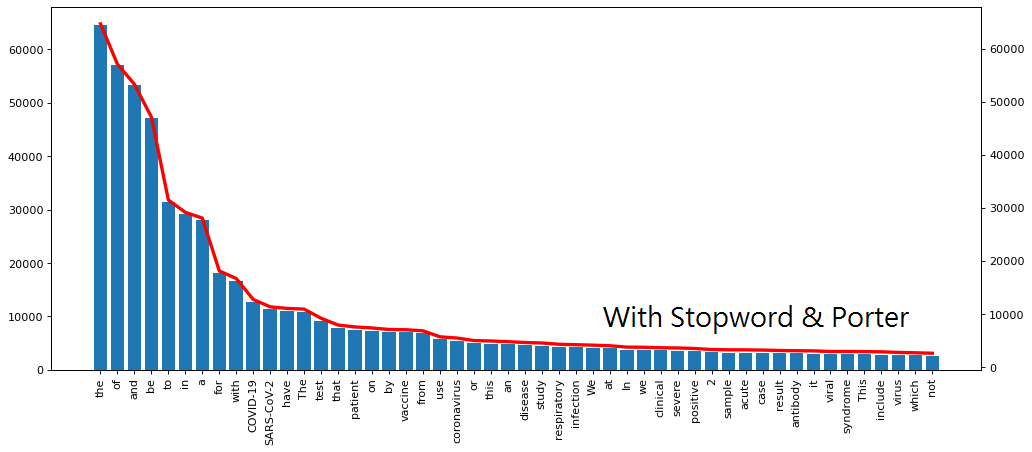 60000
50000
40000
30000
20000
10000
0
60000
50000
40000
30000
20000
10000
0
With Stopword & Porter
the
of
and
be
to
in
a
for
with
COVID-19
SARS-CoV-2
have
The
test
that
patient
on
by
vaccine
from
use
coronavirus
or
this
an
disease
study
respiratory
infection
We
at
In
we
clinical
severe
positive
2
sample
acute
case
result
antibody
it
viral
syndrome
This
include
virus
which
not